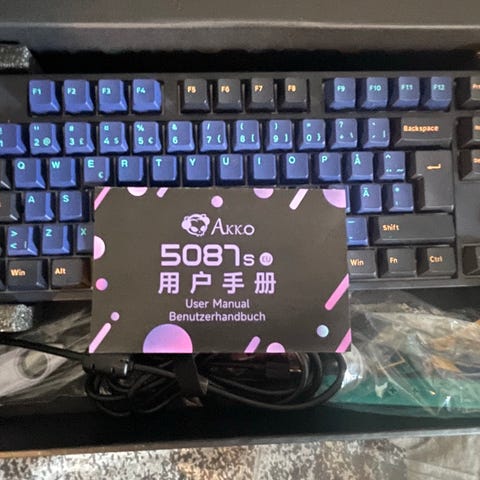 F1 F2 F3 F4 F5 F6 F7 F8 F9 F10 F11 F12
Backspace
Q W E R T Y U I O P Å
A S
Shift
Win Alt
Win Fn Ctrl
AKKO
5087s EU
用户手册
User Manual
Benutzerhandbuch